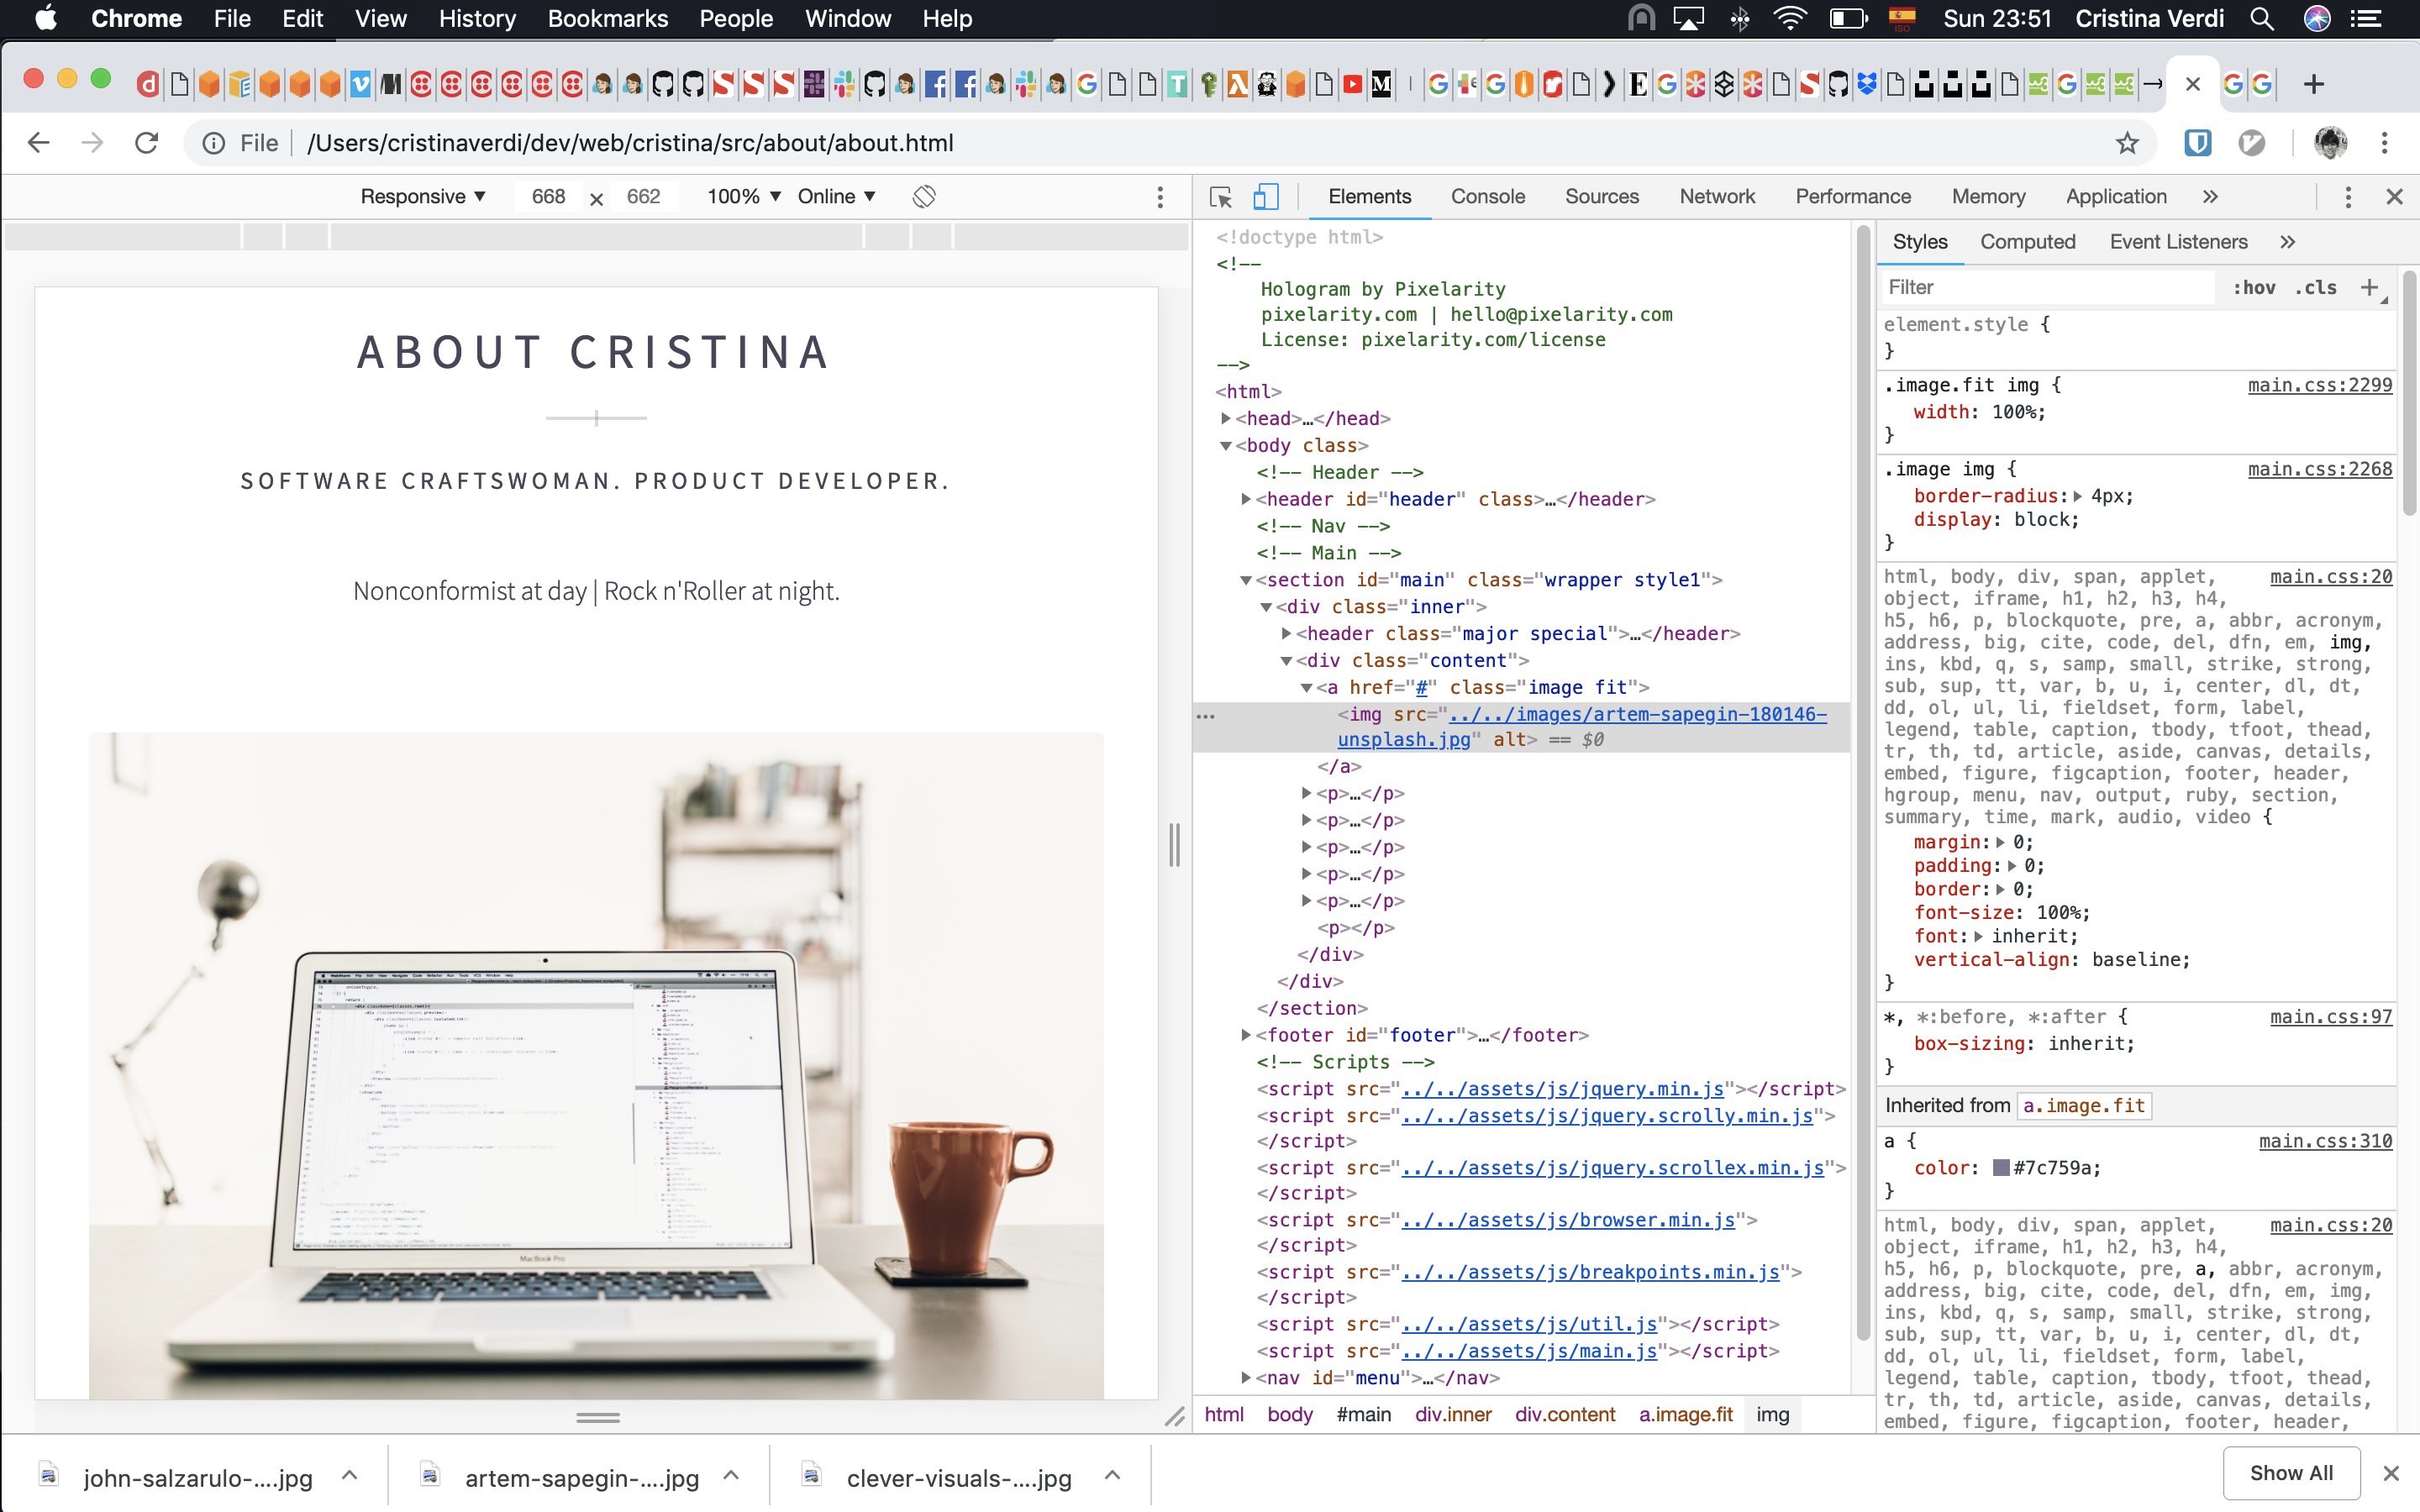 Chrome File Edit View History Bookmarks People Window Help
ISO
Sun 23:51 Cristina Verdi
File /Users/cristinaverdi/dev/web/cristina/src/about/about.html
Responsive ▼ 668 × 662 100% ▼ Online ▼
ABOUT CRISTINA
SOFTWARE CRAFTSWOMAN. PRODUCT DEVELOPER.
Nonconformist at day | Rock n'Roller at night.
MacBook Pro
Elements Console Sources Network Performance Memory Application »
<!doctype html>
<!--
Hologram by Pixelarity
pixelarity.com | hello@pixelarity.com
License: pixelarity.com/license
-->
<html>
▶<head>…</head>
▼<body class>
<!-- Header -->
▶<header id="header" class>…</header>
<!-- Nav -->
<!-- Main -->
▼<section id="main" class="wrapper style1">
▼<div class="inner">
▶<header class="major special">…</header>
▼<div class="content">
▼<a href="#" class="image fit">
<img src="../../images/artem-sapegin-180146-
unsplash.jpg" alt> == $0
</a>
▶<p>…</p>
▶<p>…</p>
▶<p>…</p>
▶<p>…</p>
▶<p>…</p>
<p></p>
</div>
</div>
</section>
▶<footer id="footer">…</footer>
<!-- Scripts -->
<script src="../../assets/js/jquery.min.js"></script>
<script src="../../assets/js/jquery.scrolly.min.js">
</script>
<script src="../../assets/js/jquery.scrollex.min.js">
</script>
<script src="../../assets/js/browser.min.js">
</script>
<script src="../../assets/js/breakpoints.min.js">
</script>
<script src="../../assets/js/util.js"></script>
<script src="../../assets/js/main.js"></script>
▶<nav id="menu">…</nav>
html body #main div.inner div.content a.image.fit img
Styles Computed Event Listeners »
Filter :hov .cls +
element.style {
}
.image.fit img { main.css:2299
width: 100%;
}
.image img { main.css:2268
border-radius:▶ 4px;
display: block;
}
html, body, div, span, applet, main.css:20
object, iframe, h1, h2, h3, h4,
h5, h6, p, blockquote, pre, a, abbr, acronym,
address, big, cite, code, del, dfn, em, img,
ins, kbd, q, s, samp, small, strike, strong,
sub, sup, tt, var, b, u, i, center, dl, dt,
dd, ol, ul, li, fieldset, form, label,
legend, table, caption, tbody, tfoot, thead,
tr, th, td, article, aside, canvas, details,
embed, figure, figcaption, footer, header,
hgroup, menu, nav, output, ruby, section,
summary, time, mark, audio, video {
margin:▶ 0;
padding:▶ 0;
border:▶ 0;
font-size: 100%;
font:▶ inherit;
vertical-align: baseline;
}
*, *:before, *:after { main.css:97
box-sizing: inherit;
}
Inherited from a.image.fit
a { main.css:310
color: #7c759a;
}
html, body, div, span, applet, main.css:20
object, iframe, h1, h2, h3, h4,
h5, h6, p, blockquote, pre, a, abbr, acronym,
address, big, cite, code, del, dfn, em, img,
ins, kbd, q, s, samp, small, strike, strong,
sub, sup, tt, var, b, u, i, center, dl, dt,
dd, ol, ul, li, fieldset, form, label,
legend, table, caption, tbody, tfoot, thead,
tr, th, td, article, aside, canvas, details,
embed, figure, figcaption, footer, header,
john-salzarulo-....jpg artem-sapegin-....jpg clever-visuals-....jpg Show All